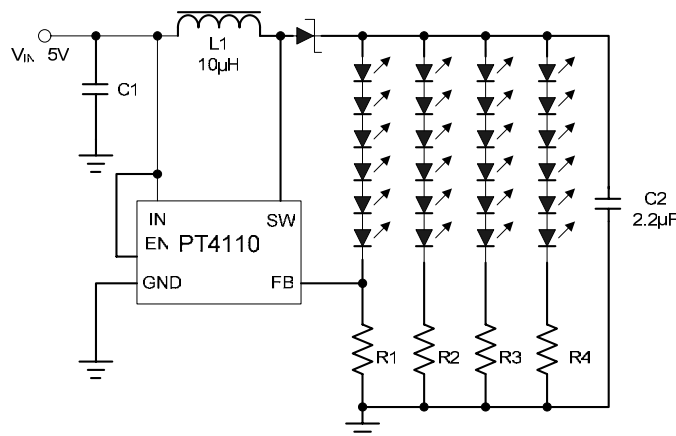 VIN 5V
C1
L1
10µH
IN
SW
EN
PT4110
GND
FB
C2
2.2µF
R1
R2
R3
R4